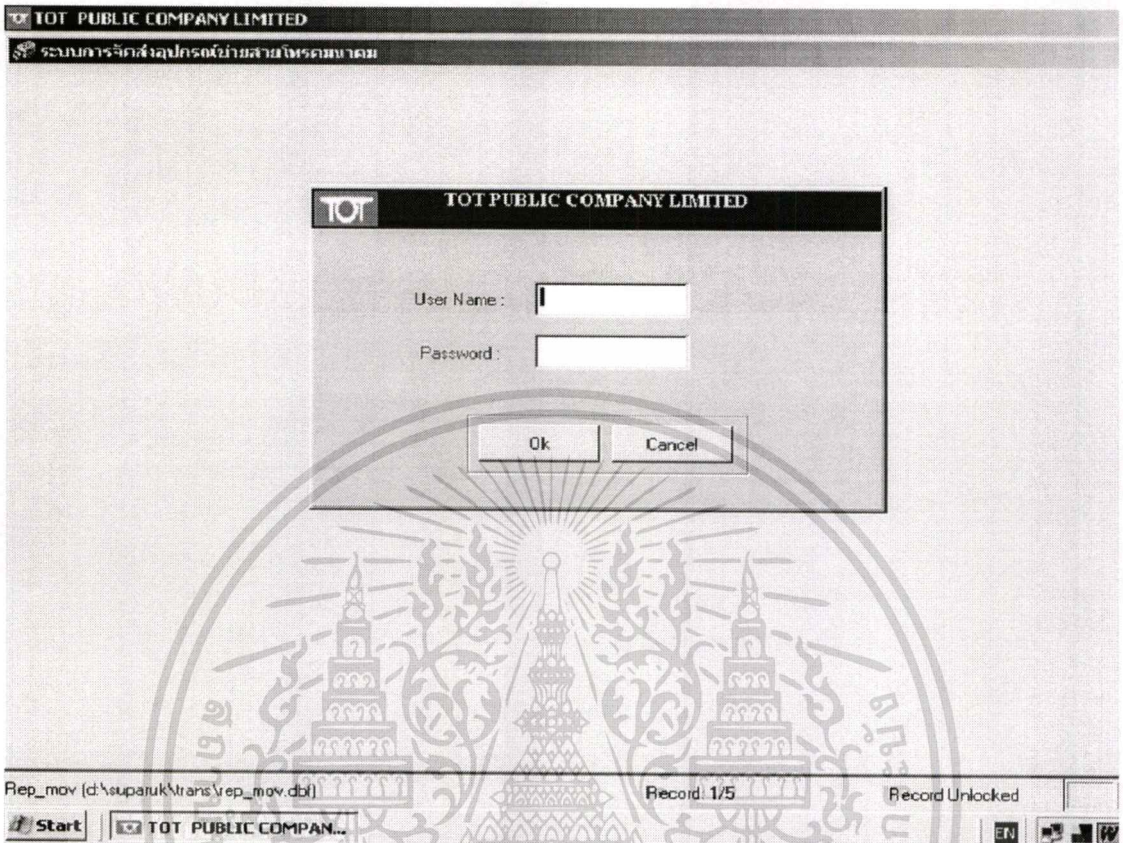 TOT PUBLIC COMPANY LIMITED
ระบบการจัดส่งอุปกรณ์ข่ายสายโทรคมนาคม
TOT
TOT PUBLIC COMPANY LIMITED
User Name :
Password :
Ok
Cancel
Rep_mov (d:\suparuk\trans\rep_mov.dbf)
Record: 1/5
Record Unlocked
Start
TOT PUBLIC COMPAN...
EN